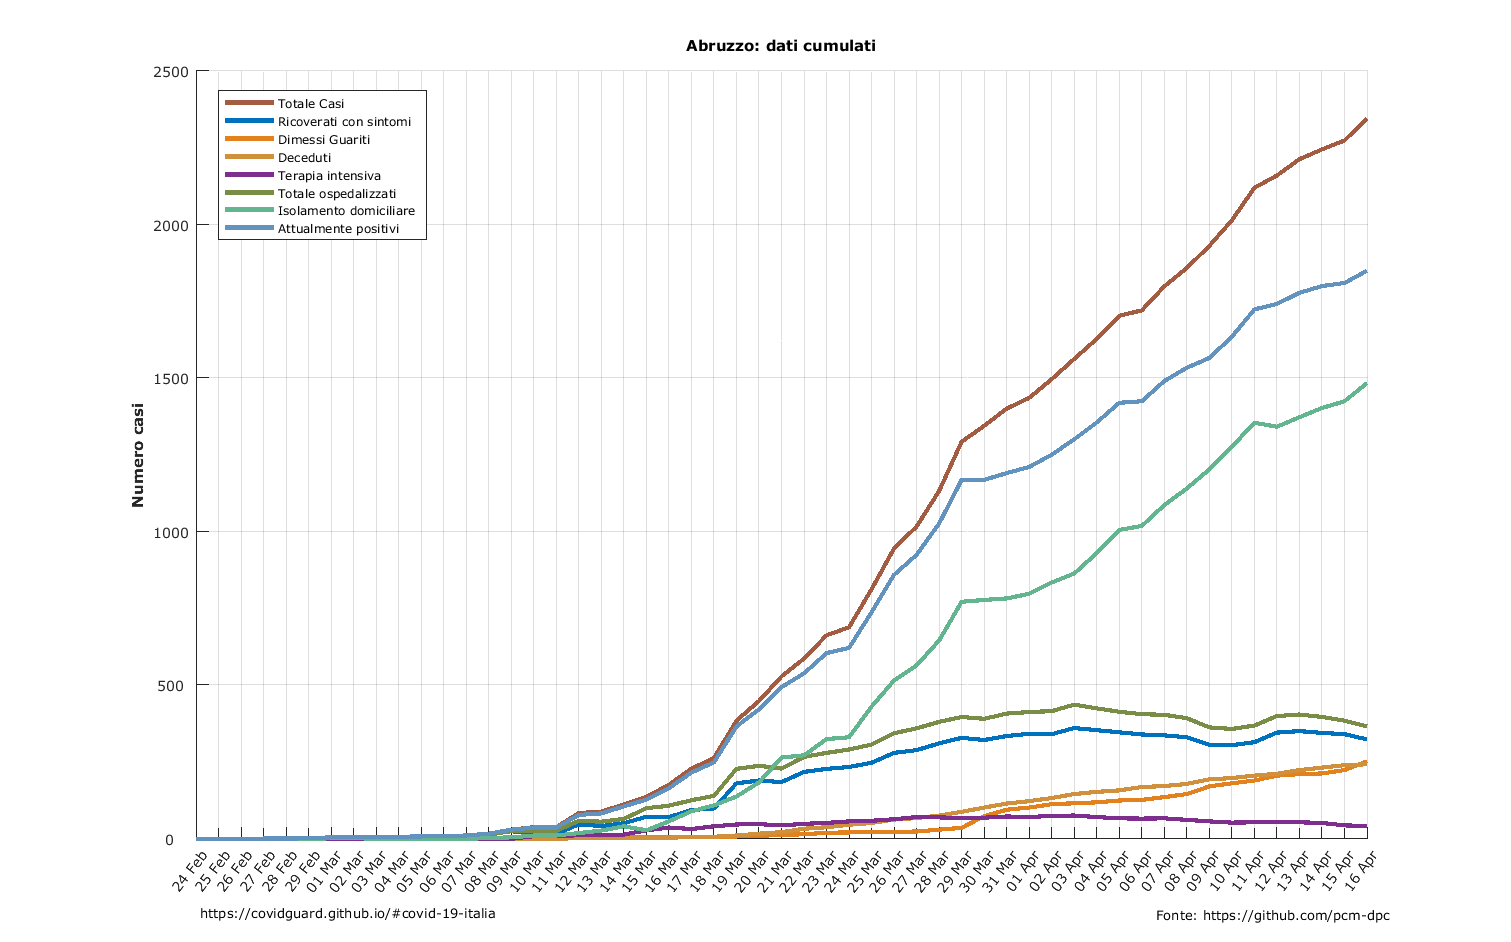 Abruzzo: dati cumulati
2500
2000
1500
1000
500
0
Numero casi
Totale Casi
Ricoverati con sintomi
Dimessi Guariti
Deceduti
Terapia intensiva
Totale ospedalizzati
Isolamento domiciliare
Attualmente positivi
24 Feb
25 Feb
26 Feb
27 Feb
28 Feb
29 Feb
01 Mar
02 Mar
03 Mar
04 Mar
05 Mar
06 Mar
07 Mar
08 Mar
09 Mar
10 Mar
11 Mar
12 Mar
13 Mar
14 Mar
15 Mar
16 Mar
17 Mar
18 Mar
19 Mar
20 Mar
21 Mar
22 Mar
23 Mar
24 Mar
25 Mar
26 Mar
27 Mar
28 Mar
29 Mar
30 Mar
31 Mar
01 Apr
02 Apr
03 Apr
04 Apr
05 Apr
06 Apr
07 Apr
08 Apr
09 Apr
10 Apr
11 Apr
12 Apr
13 Apr
14 Apr
15 Apr
16 Apr
https://covidguard.github.io/#covid-19-italia
Fonte: https://github.com/pcm-dpc